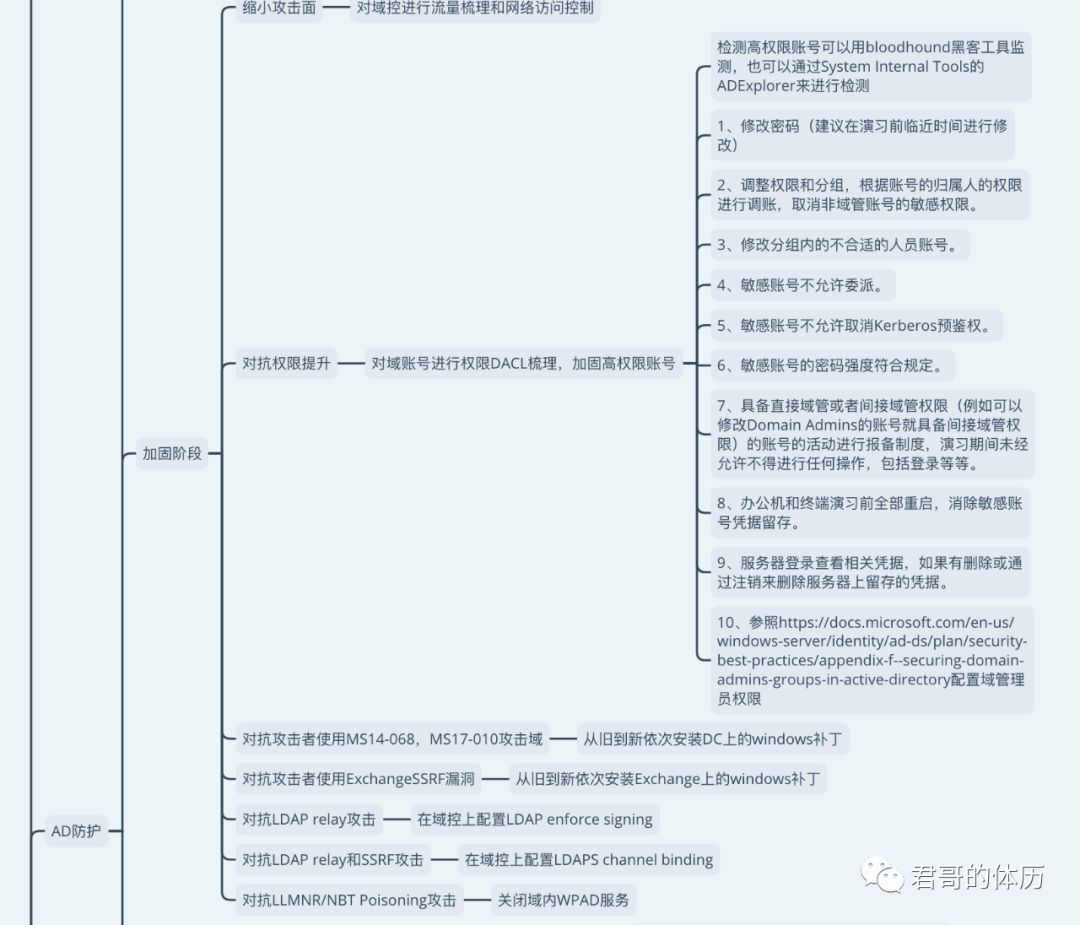 缩小攻击面
对域控进行流量梳理和网络访问控制
检测高权限账号可以用bloodhound黑客工具监
测，也可以通过System Internal Tools的
ADExplorer来进行检测
1、修改密码（建议在演习前临近时间进行修
改）
2、调整权限和分组，根据账号的归属人的权限
进行调账，取消非域管账号的敏感权限。
3、修改分组内的不合适的人员账号。
4、敏感账号不允许委派。
5、敏感账号不允许取消Kerberos预鉴权。
对抗权限提升
对域账号进行权限DACL梳理，加固高权限账号
6、敏感账号的密码强度符合规定。
7、具备直接域管或者间接域管权限（例如可以
修改Domain Admins的账号就具备间接域管权
限）的账号的活动进行报备制度，演习期间未经
允许不得进行任何操作，包括登录等等。
加固阶段
8、办公机和终端演习前全部重启，消除敏感账
号凭据留存。
9、服务器登录查看相关凭据，如果有删除或通
过注销来删除服务器上留存的凭据。
10、参照https://docs.microsoft.com/en-us/
windows-server/identity/ad-ds/plan/security-
best-practices/appendix-f--securing-domain-
admins-groups-in-active-directory配置域管理
员权限
对抗攻击者使用MS14-068，MS17-010攻击域
从旧到新依次安装DC上的windows补丁
对抗攻击者使用ExchangeSSRF漏洞
从旧到新依次安装Exchange上的windows补丁
对抗LDAP relay攻击
在域控上配置LDAP enforce signing
AD防护
对抗LDAP relay和SSRF攻击
在域控上配置LDAPS channel binding
对抗LLMNR/NBT Poisoning攻击
关闭域内WPAD服务
君哥的体历